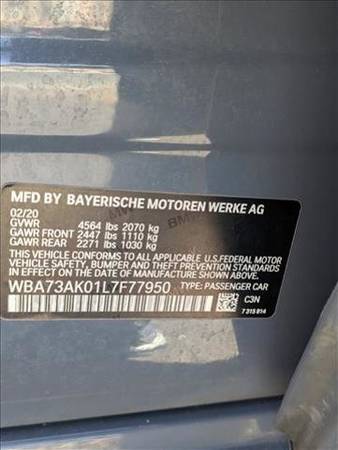 MFD BY BAYERISCHE MOTOREN WERKE AG
02/20
GVWR 4564 lbs 2070 kg
GAWR FRONT 2447 lbs 1110 kg
GAWR REAR 2271 lbs 1030 kg
THIS VEHICLE CONFORMS TO ALL
APPLICABLE U.S.FEDERAL MOTOR
VEHICLE SAFETY, BUMPER, AND
THEFT PREVENTION STANDARDS
IN EFFECT ON THE DATE OF
MANUFACTURE SHOWN ABOVE.
WBA73AK01L7F77950 TYPE: PASSENGER CAR
C3N
7 315 814